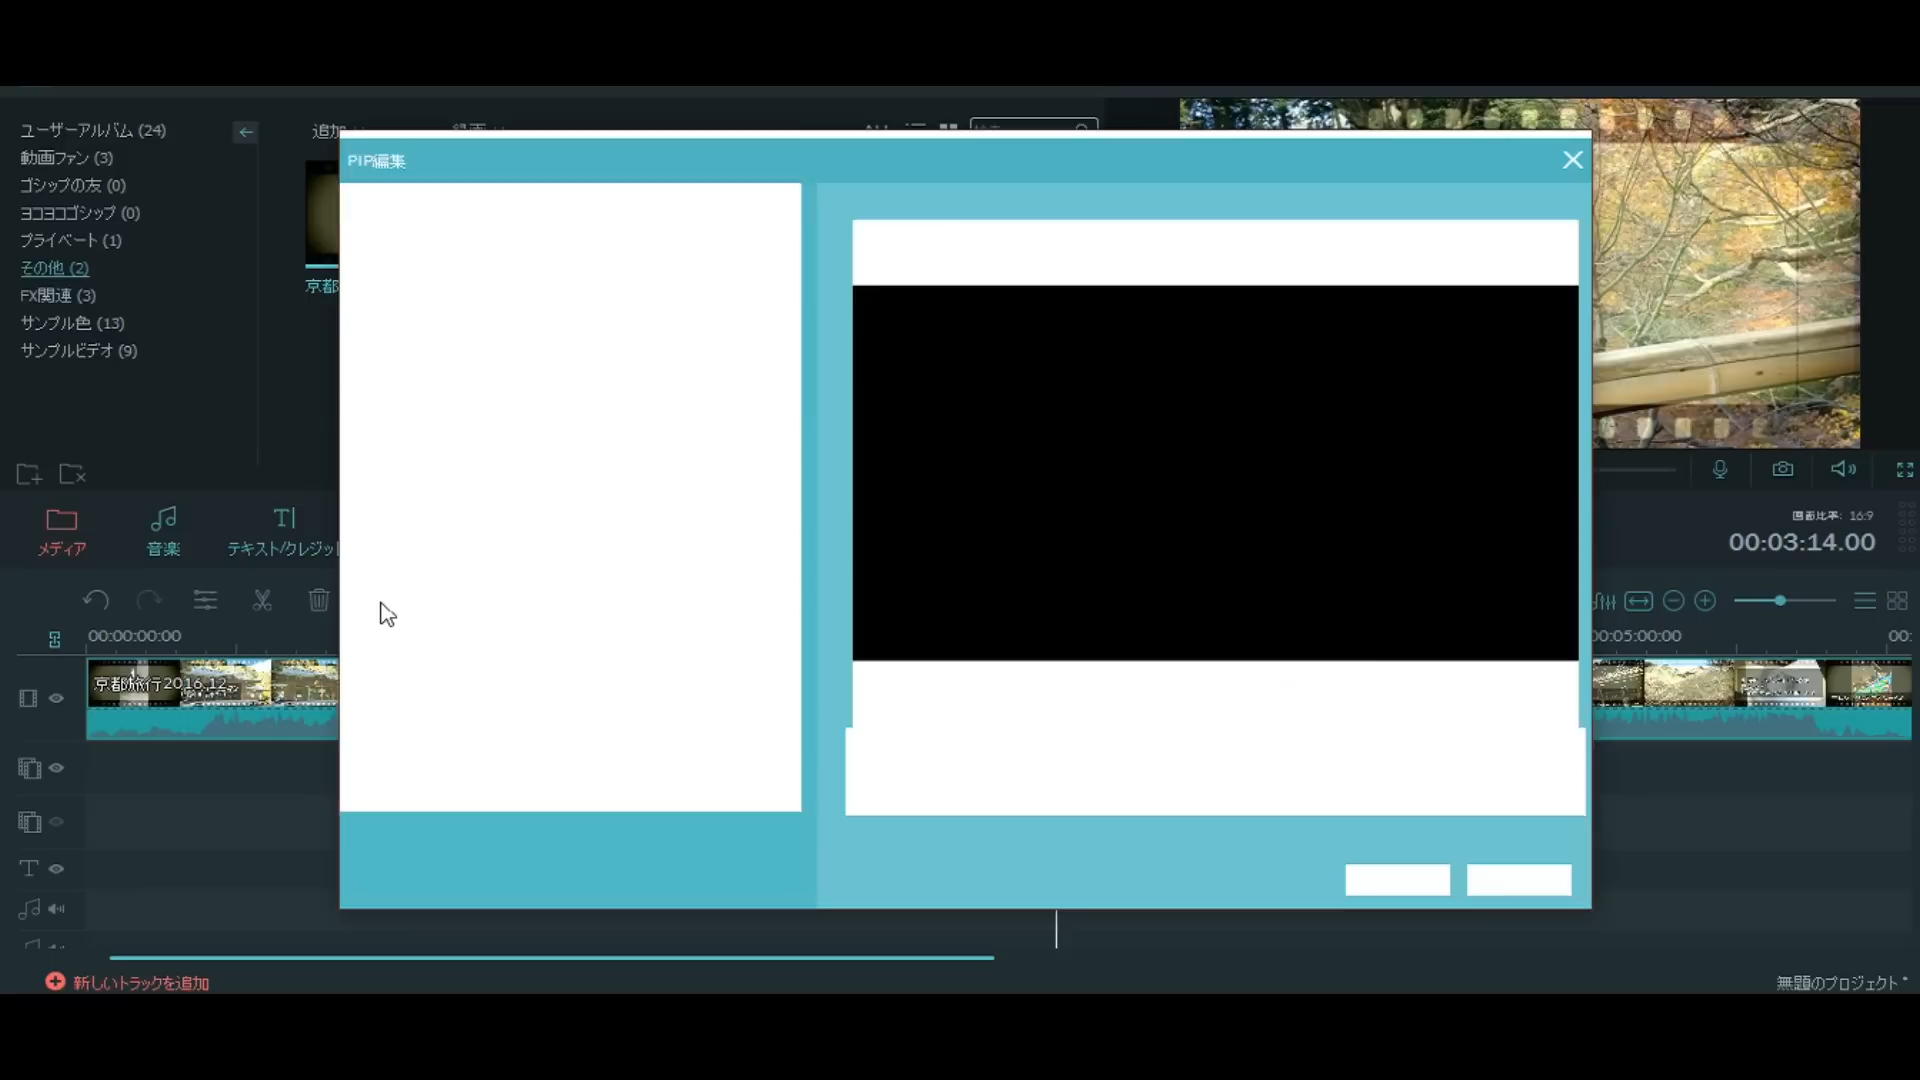 ユーザーアルバム (24)
動画ファン (3)
ゴシップの友 (0)
ヨコヨコゴシップ (0)
プライベート (1)
その他 (2)
FX関連 (3)
サンプル色 (13)
サンプルビデオ (9)
追加
録画
京都
PIP編集
メディア
音楽
テキスト/クレジット
画面比率: 16:9
00:03:14.00
00:00:00:00
00:05:00:00
00:
京都旅行2016.12
新しいトラックを追加
無題のプロジェクト *